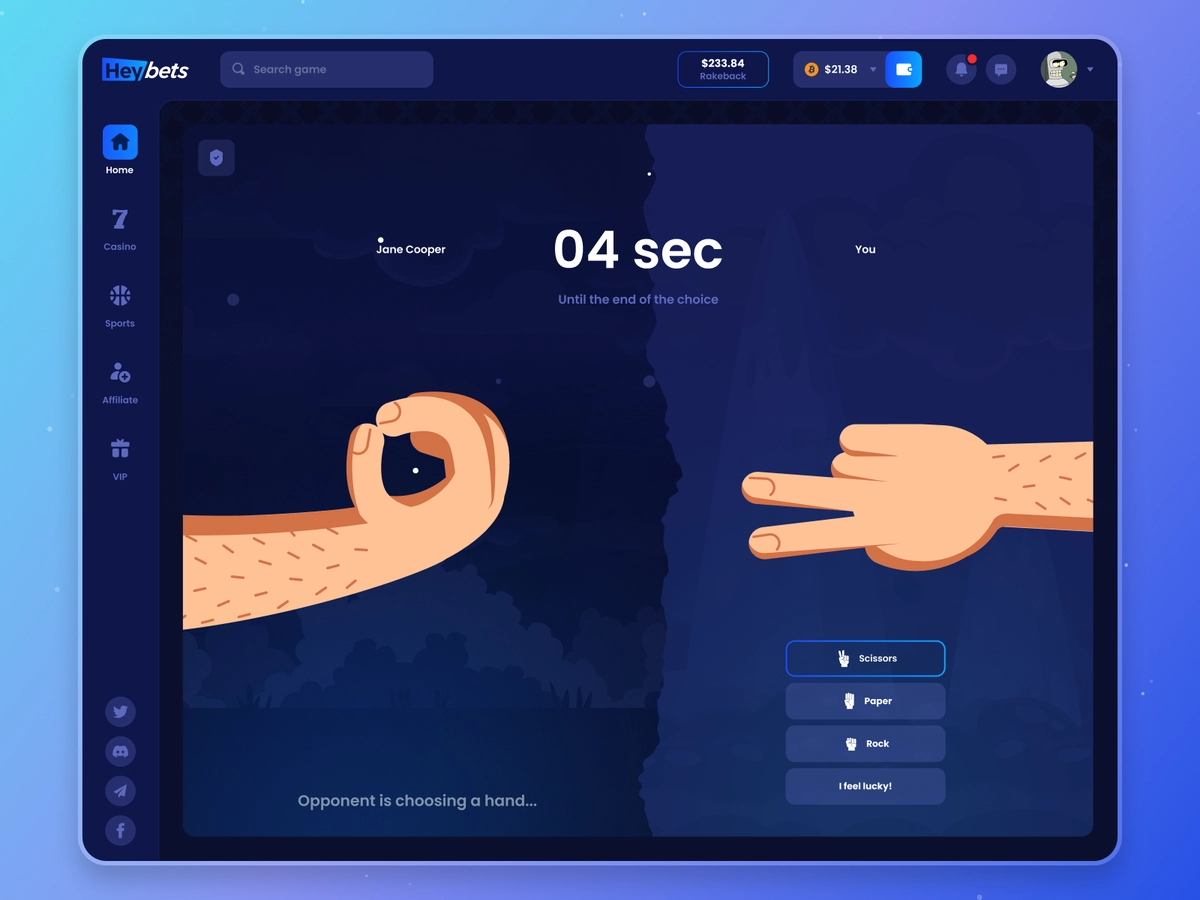 Heybets
Search game
$233.84
Rakeback
$21.38
Home
7
Casino
Sports
Affiliate
VIP
Jane Cooper
04 sec
Until the end of the choice
You
Scissors
Paper
Rock
I feel lucky!
Opponent is choosing a hand...